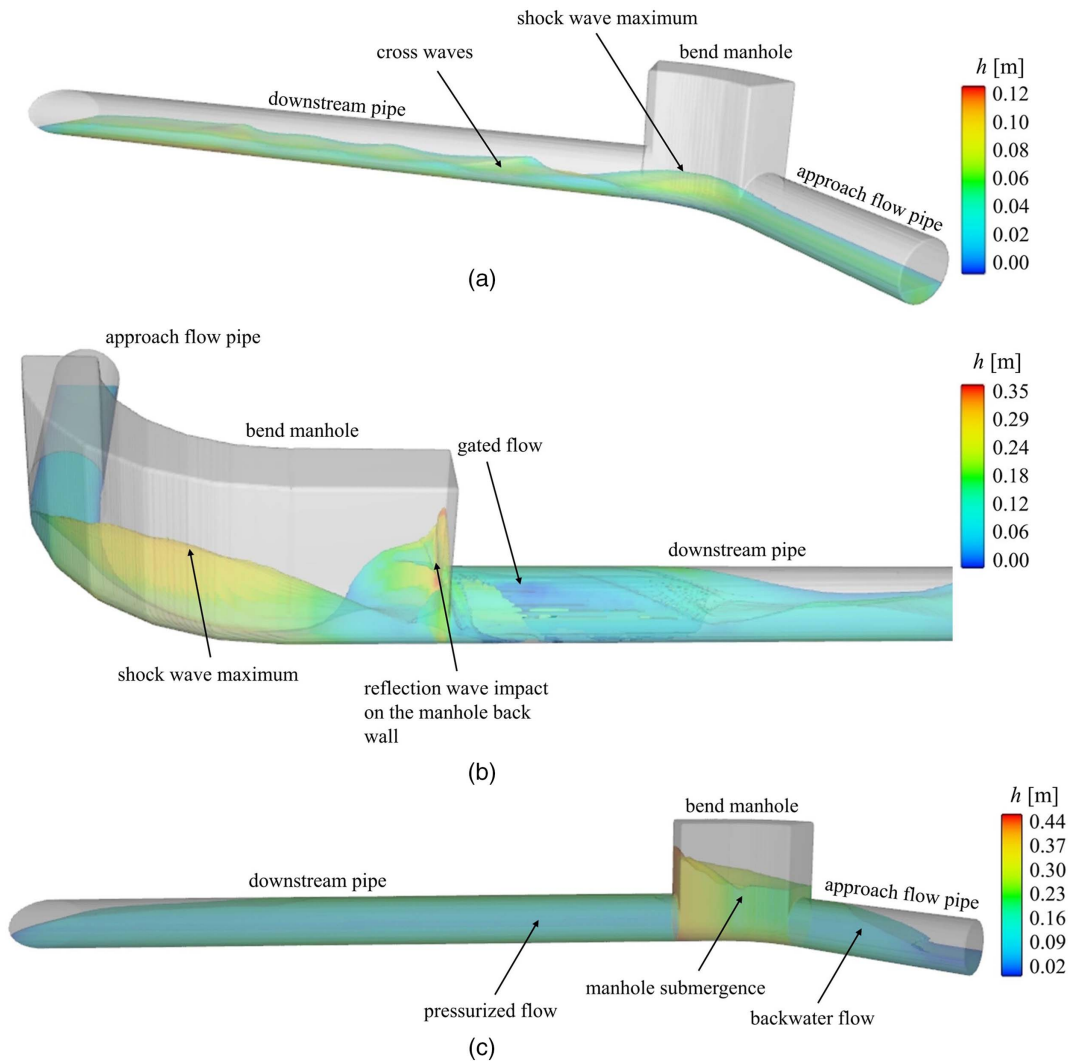 shock wave maximum
cross waves
bend manhole
h [m]
downstream pipe
0.12
0.10
0.08
0.06
0.04
0.02
0.00
approach flow pipe
(a)
approach flow pipe
h [m]
bend manhole
gated flow
0.35
0.29
0.24
0.18
0.12
0.06
0.00
downstream pipe
shock wave maximum
reflection wave impact
on the manhole back
wall
(b)
bend manhole
h [m]
0.44
0.37
0.30
0.23
0.16
0.09
0.02
downstream pipe
approach flow pipe
manhole submergence
pressurized flow
backwater flow
(c)